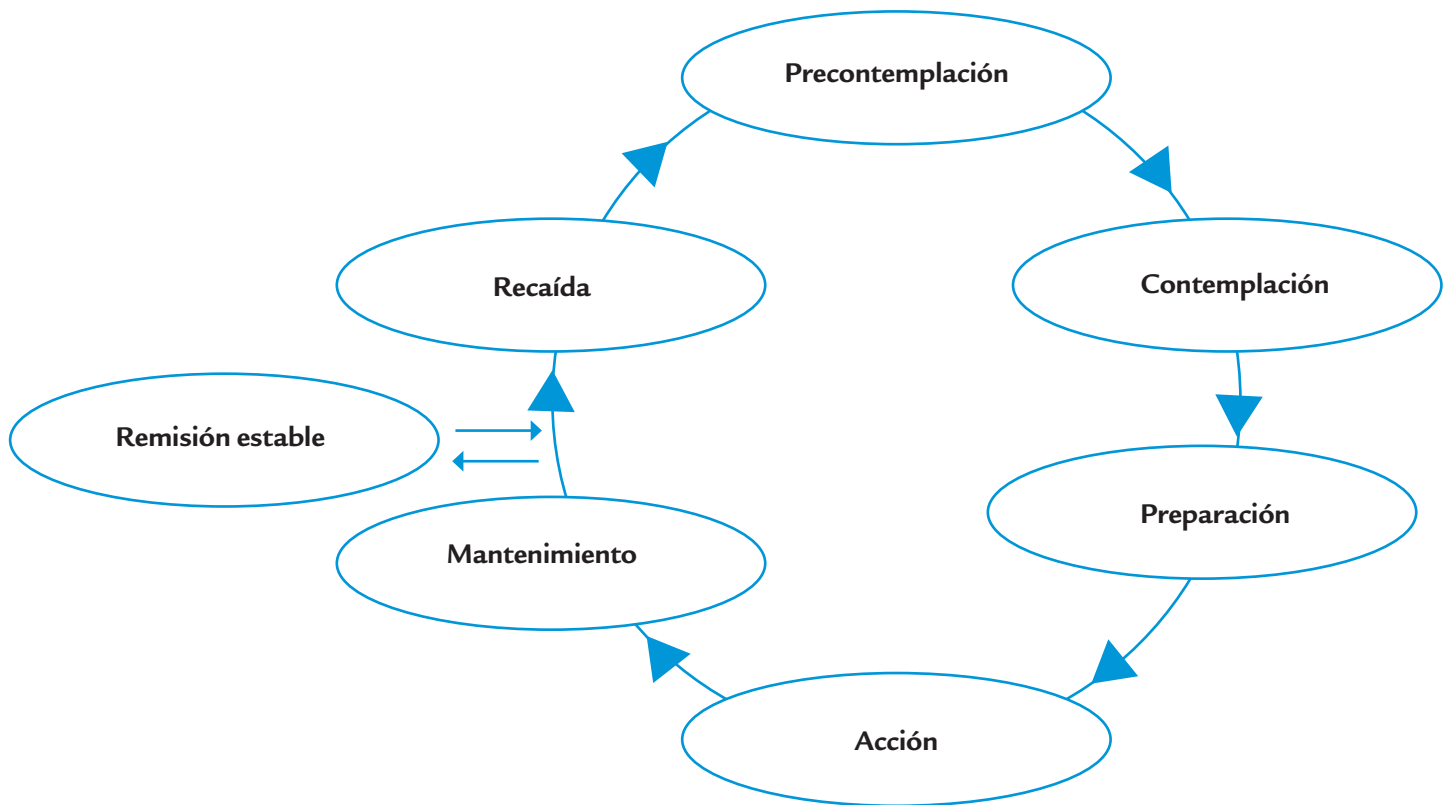 Precontemplación
Recaída
Contemplación
Remisión estable
Preparación
Mantenimiento
Acción